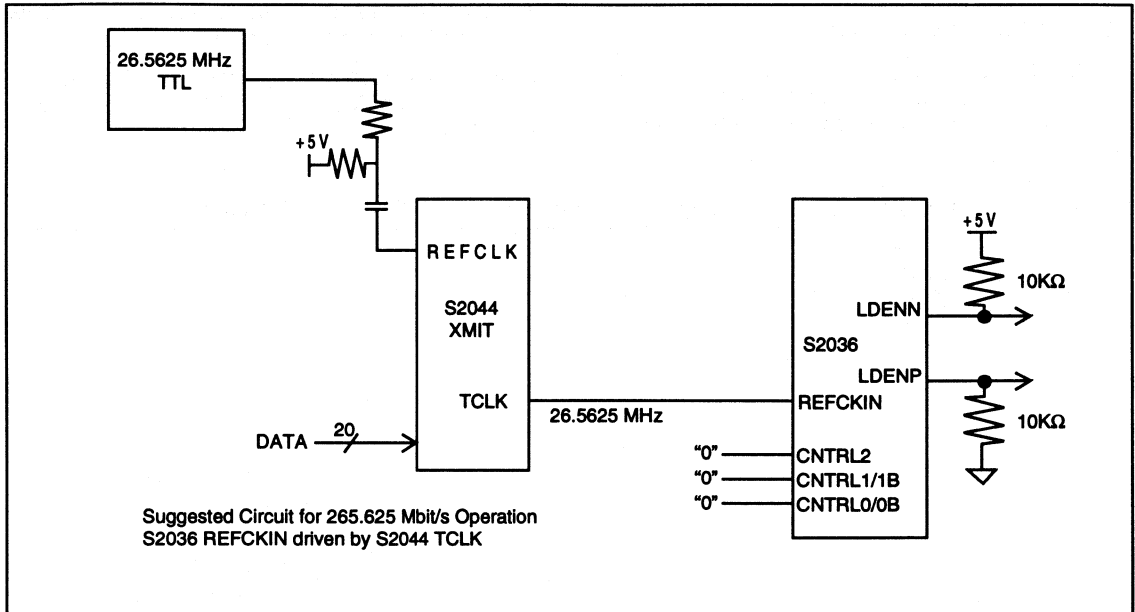 26.5625 MHz
TTL
+5V
REFCLK
S2044
XMIT
TCLK
DATA
20
26.5625 MHz
+5V
10KΩ
LDENN
S2036
LDENP
REFCKIN
10KΩ
"0"
CNTRL2
"0"
CNTRL1/1B
"0"
CNTRL0/0B
Suggested Circuit for 265.625 Mbit/s Operation
S2036 REFCKIN driven by S2044 TCLK